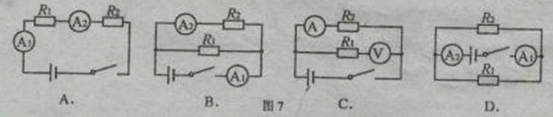 R₁ A₂ R₂
A₁
A₂ R₂
R₁
A₁
A R₂
R₁ V
R₂
A₂ A₁
R₁
A. B. 图7 C. D.